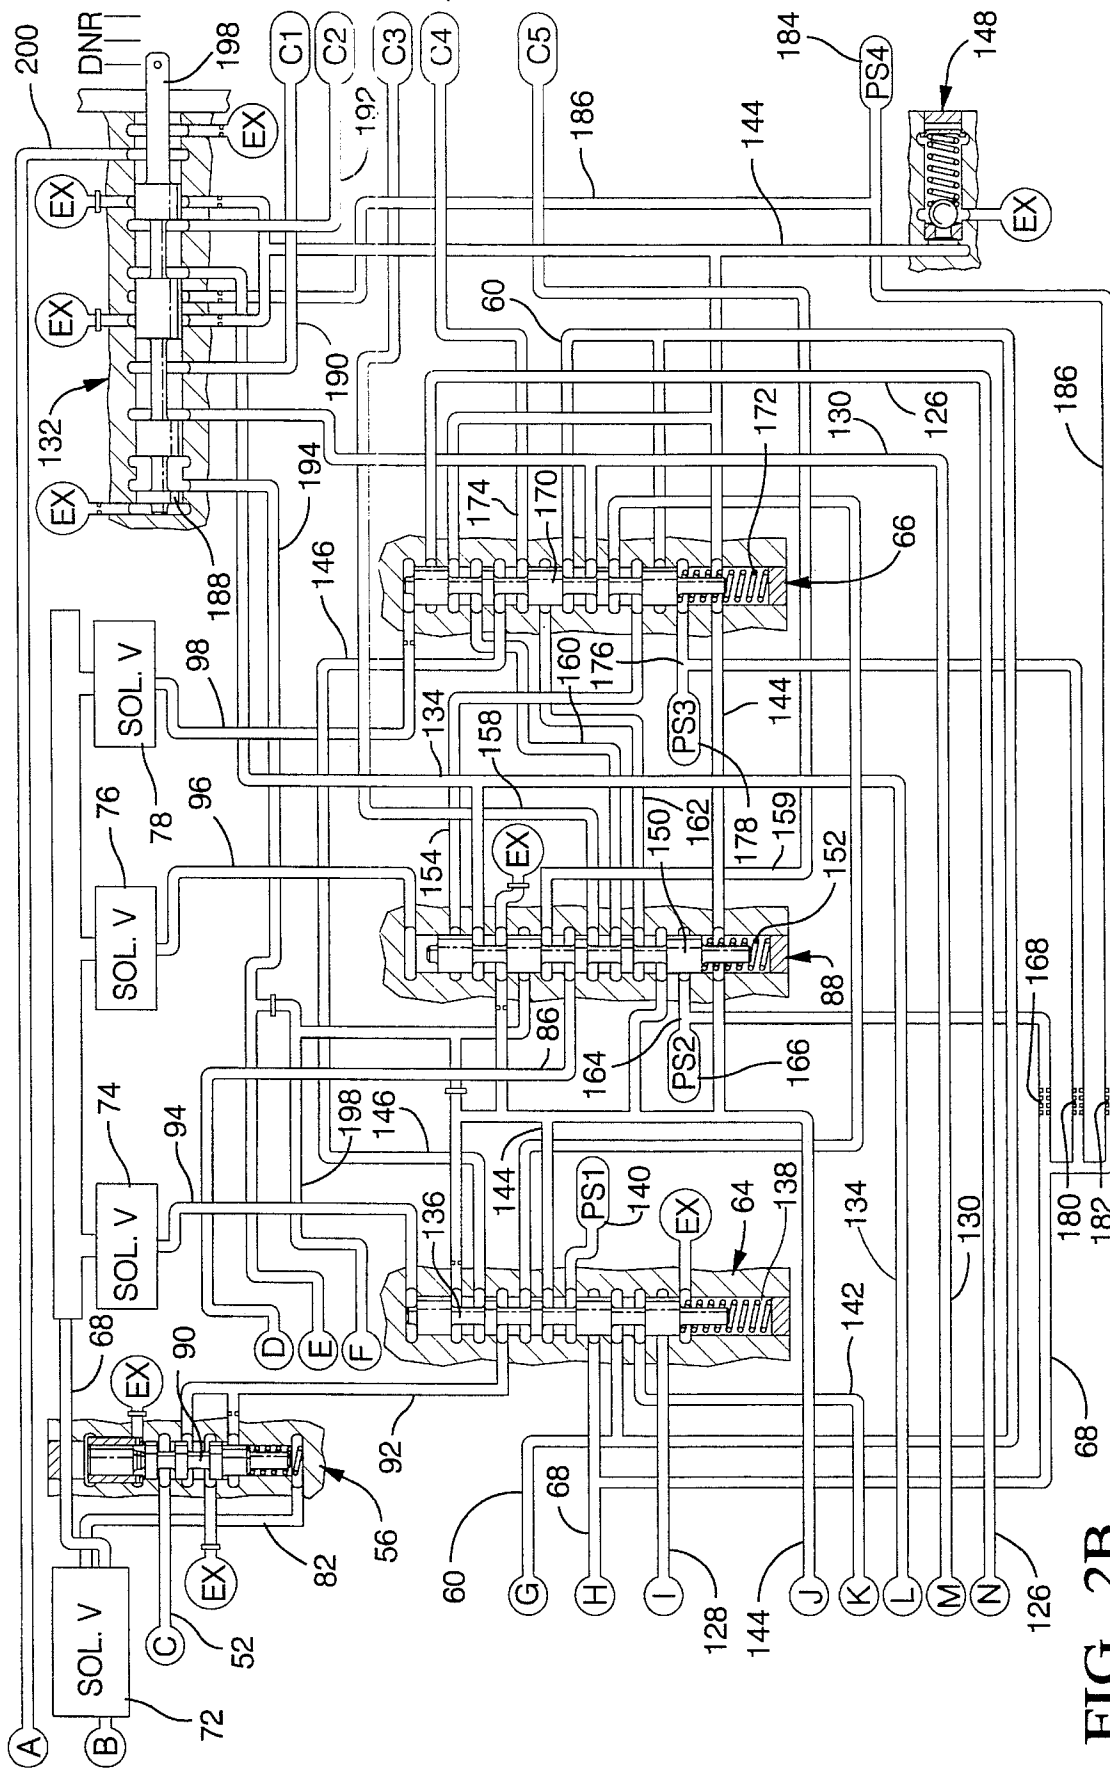 A
200
EX
EX
EX
132
68
DNR
SOL. V
B
SOL. V
SOL. V
SOL. V
74
76
78
EX
72
C
90
94
96
98
188
198
EX
52
EX
82
D
56
E
F
198
146
134
194
190
C1
C2
192
92
146
86
158
154
160
146
C3
C4
136
144
EX
174
170
60
C5
60
G
68
H
PS1
140
164
176
186
I
128
EX
64
138
PS2
166
162
150
159
152
PS3
178
144
172
66
144
184
144
J
142
K
134
L
88
130
126
PS4
M
130
N
126
68
168
180
182
186
148
EX
FIG. 2B